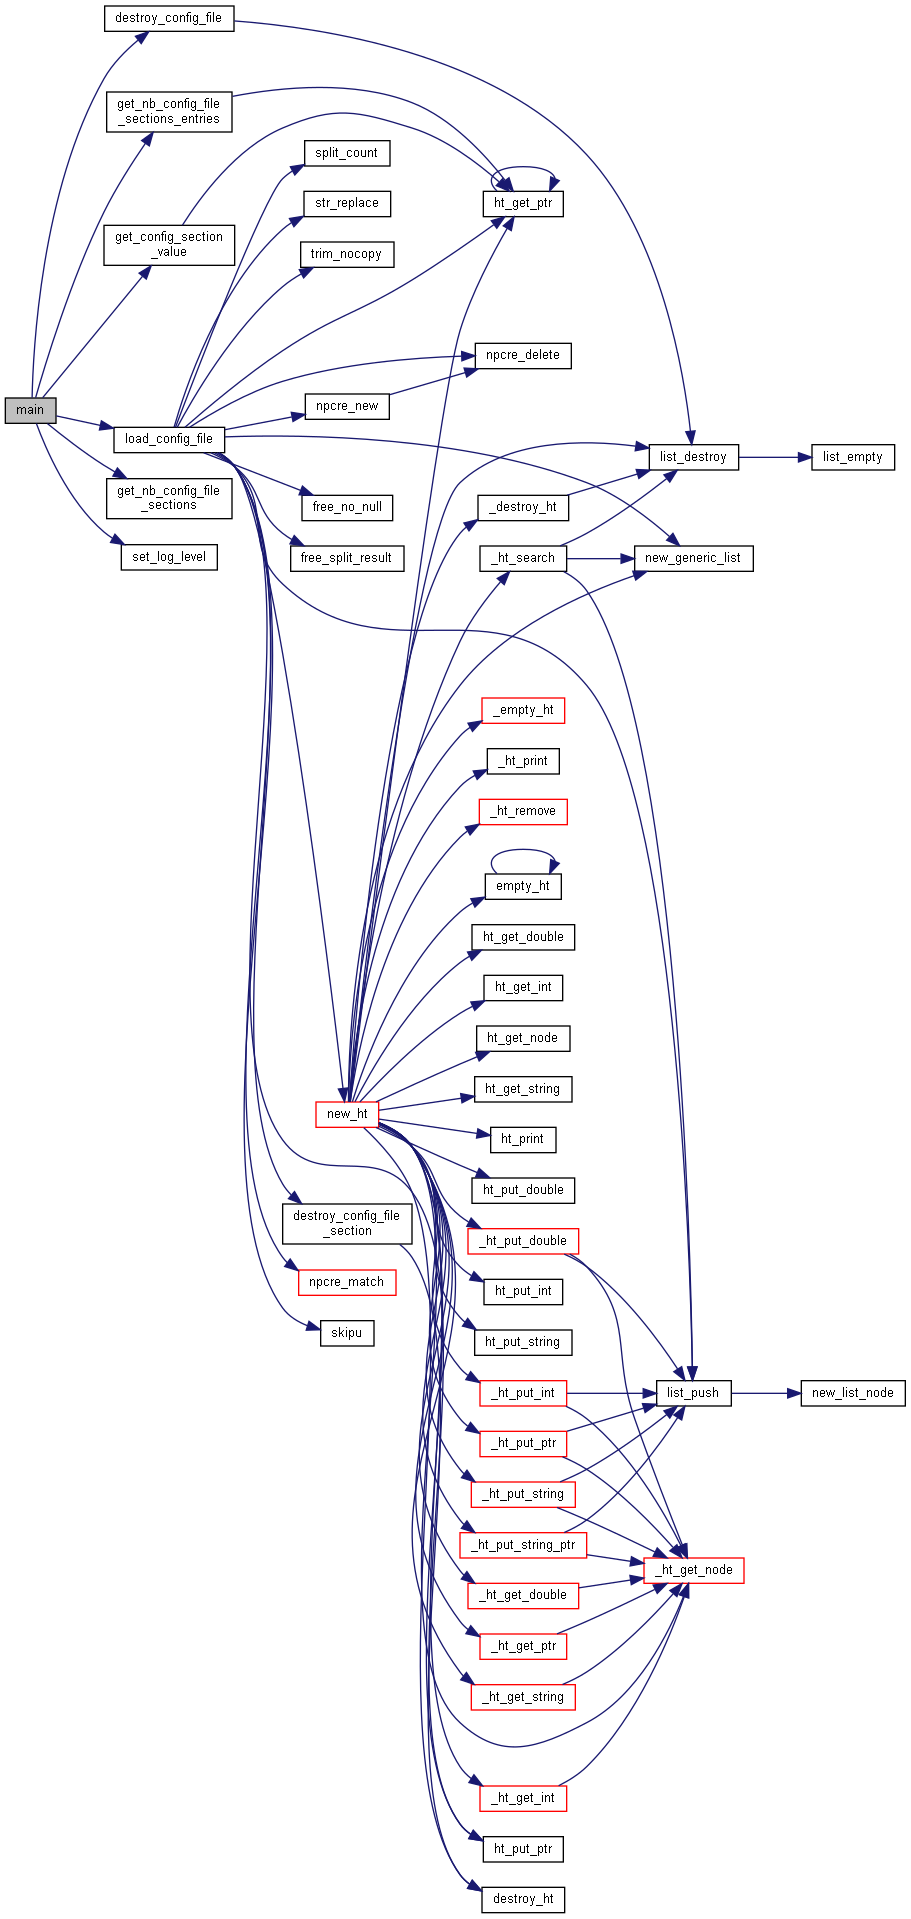 destroy_config_file
get_nb_config_file
_sections_entries
split_count
str_replace
ht_get_ptr
get_config_section
_value
trim_nocopy
npcre_delete
main
npcre_new
load_config_file
list_destroy
list_empty
get_nb_config_file
_sections
free_no_null
_destroy_ht
set_log_level
free_split_result
_ht_search
new_generic_list
_empty_ht
_ht_print
_ht_remove
empty_ht
ht_get_double
ht_get_int
ht_get_node
ht_get_string
new_ht
ht_print
ht_put_double
destroy_config_file
_section
_ht_put_double
npcre_match
ht_put_int
skipu
ht_put_string
_ht_put_int
list_push
new_list_node
_ht_put_ptr
_ht_put_string
_ht_put_string_ptr
_ht_get_node
_ht_get_double
_ht_get_ptr
_ht_get_string
_ht_get_int
ht_put_ptr
destroy_ht